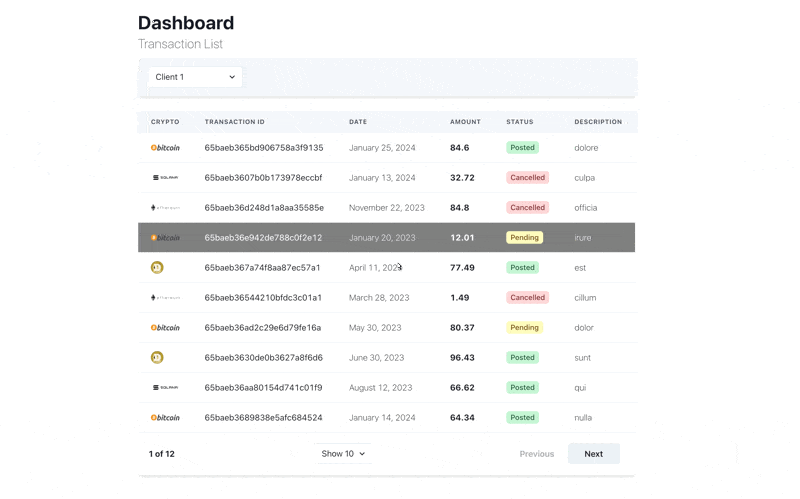 Dashboard
Transaction List
Client 1
CRYPTO TRANSACTION ID DATE AMOUNT STATUS DESCRIPTION
bitcoin 65baeb365bd906758a3f9135 January 25, 2024 84.6 Posted dolore
SOLANA 65baeb3607b0b173978eccbf January 13, 2024 32.72 Cancelled culpa
ethereum 65baeb36d248d1a8aa35585e November 22, 2023 84.8 Cancelled officia
bitcoin 65baeb36e942de788c0f2e12 January 20, 2023 12.01 Pending irure
65baeb367a74f8aa87ec57a1 April 11, 2023 77.49 Posted est
ethereum 65baeb36544210bfdc3c01a1 March 28, 2023 1.49 Cancelled cillum
bitcoin 65baeb36ad2c29e6d79fe16a May 30, 2023 80.37 Pending dolor
65baeb3630de0b3627a8f6d6 June 30, 2023 96.43 Posted sunt
SOLANA 65baeb36aa80154d741c01f9 August 12, 2023 66.62 Posted qui
bitcoin 65baeb3689838e5afc684524 January 14, 2024 64.34 Posted nulla
1 of 12 Show 10 Previous Next